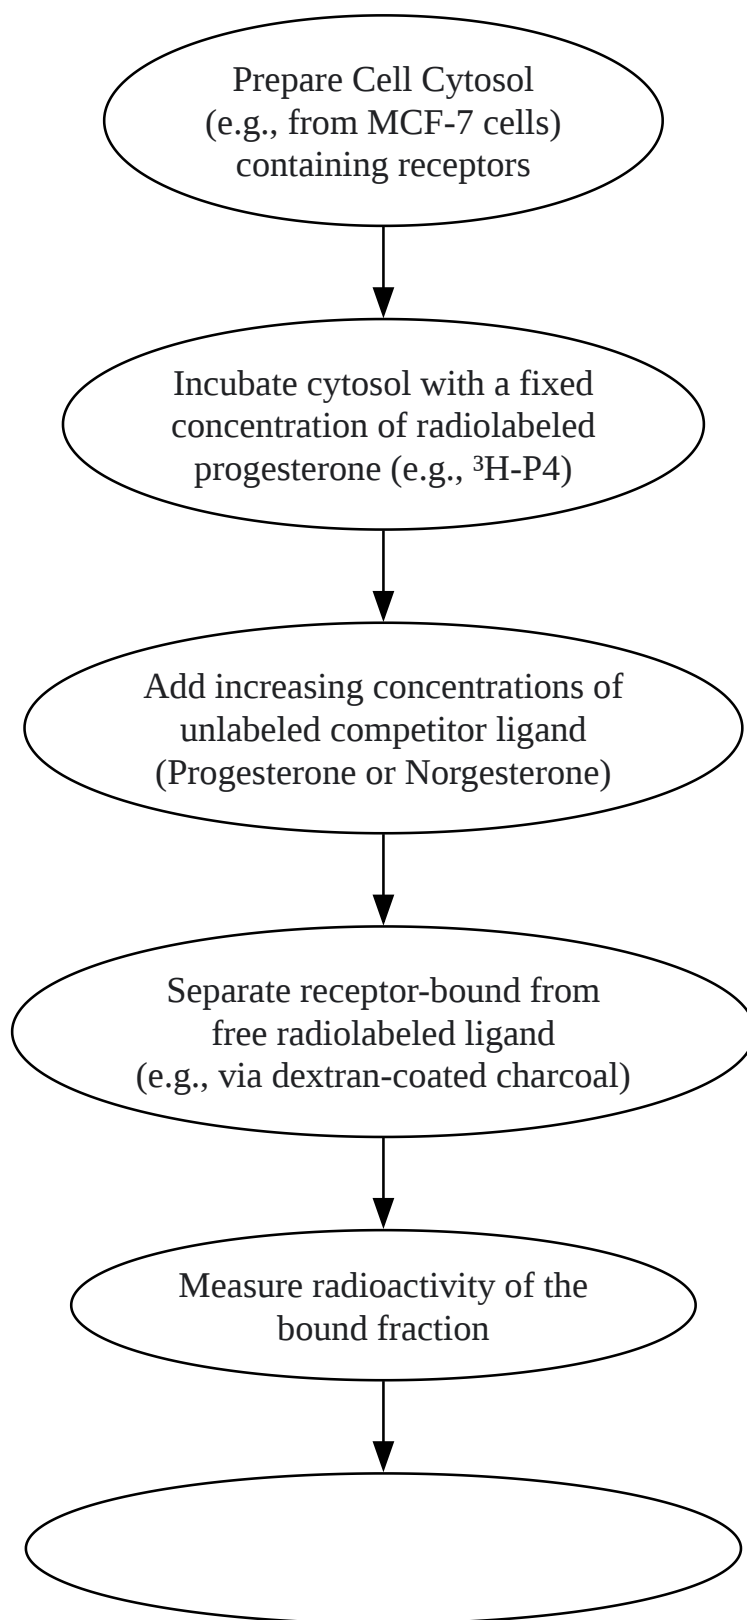 Prepare Cell Cytosol
(e.g., from MCF-7 cells)
containing receptors
Incubate cytosol with a fixed
concentration of radiolabeled
progesterone (e.g., ³H-P4)
Add increasing concentrations of
unlabeled competitor ligand
(Progesterone or Norgesterone)
Separate receptor-bound from
free radiolabeled ligand
(e.g., via dextran-coated charcoal)
Measure radioactivity of the
bound fraction